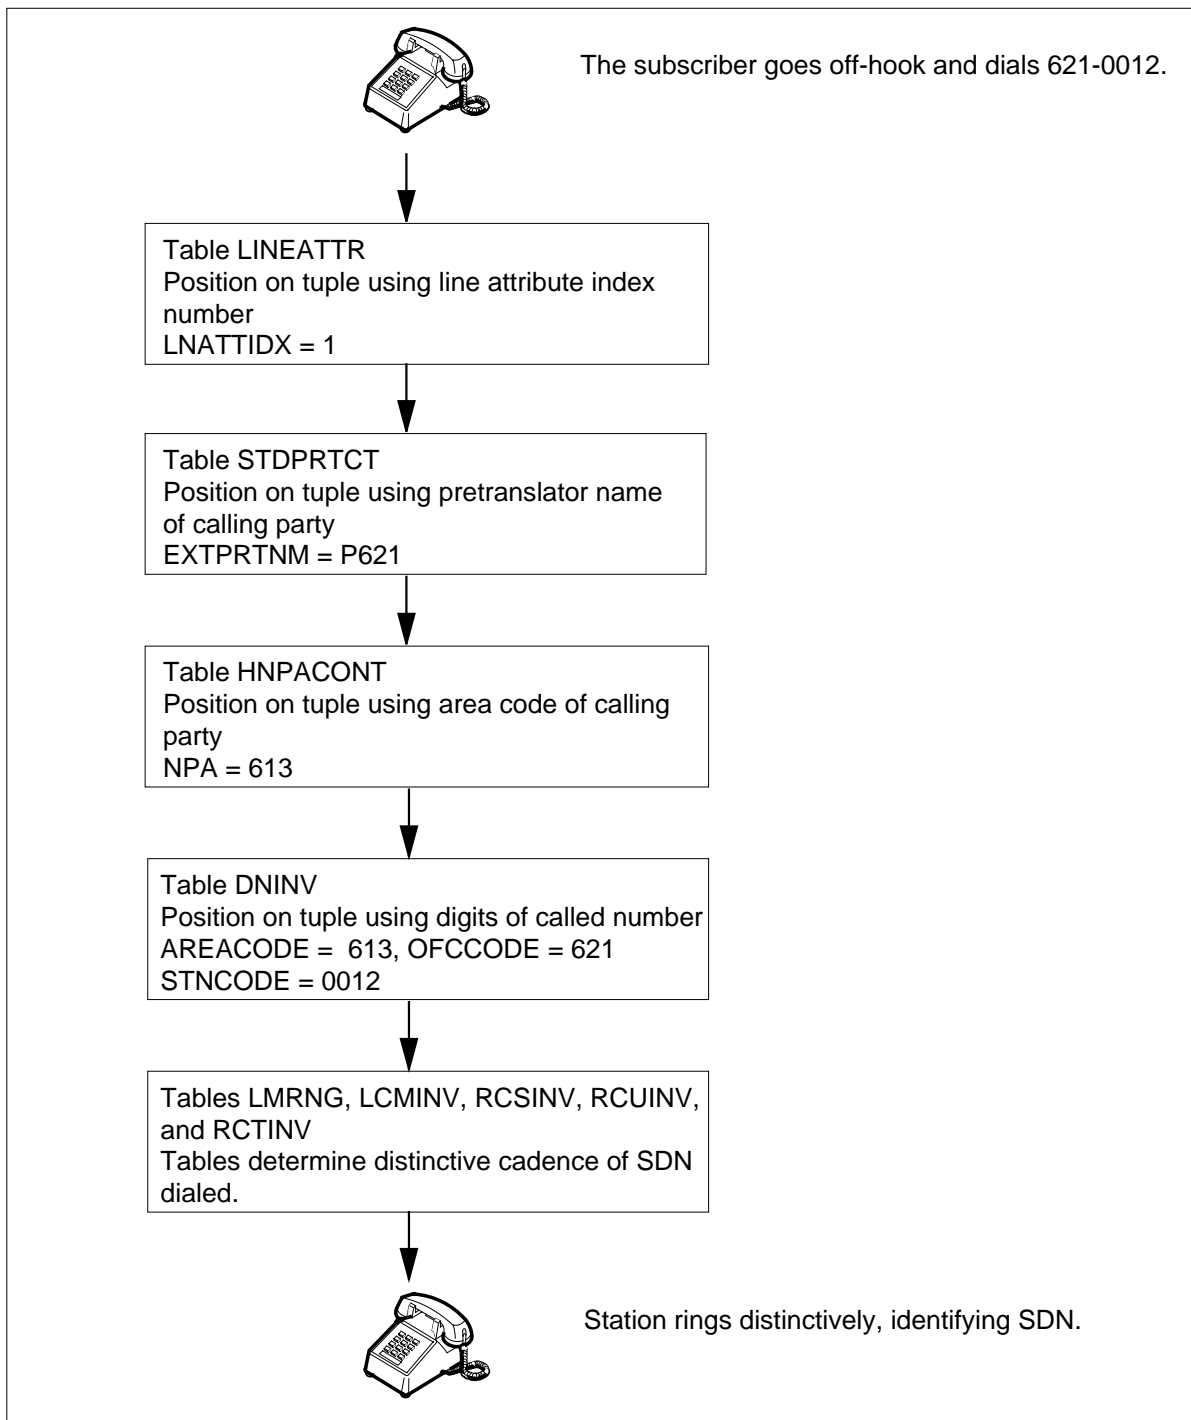 The subscriber goes off-hook and dials 621-0012.
Table LINEATTR
Position on tuple using line attribute index
number
LNATTIDX = 1
Table STDPRTCT
Position on tuple using pretranslator name
of calling party
EXTPRTNM = P621
Table HNPACONT
Position on tuple using area code of calling
party
NPA = 613
Table DNINV
Position on tuple using digits of called number
AREACODE =  613, OFCCODE = 621
STNCODE = 0012
Tables LMRNG, LCMINV, RCSINV, RCUINV,
and RCTINV
Tables determine distinctive cadence of SDN
dialed.
Station rings distinctively, identifying SDN.